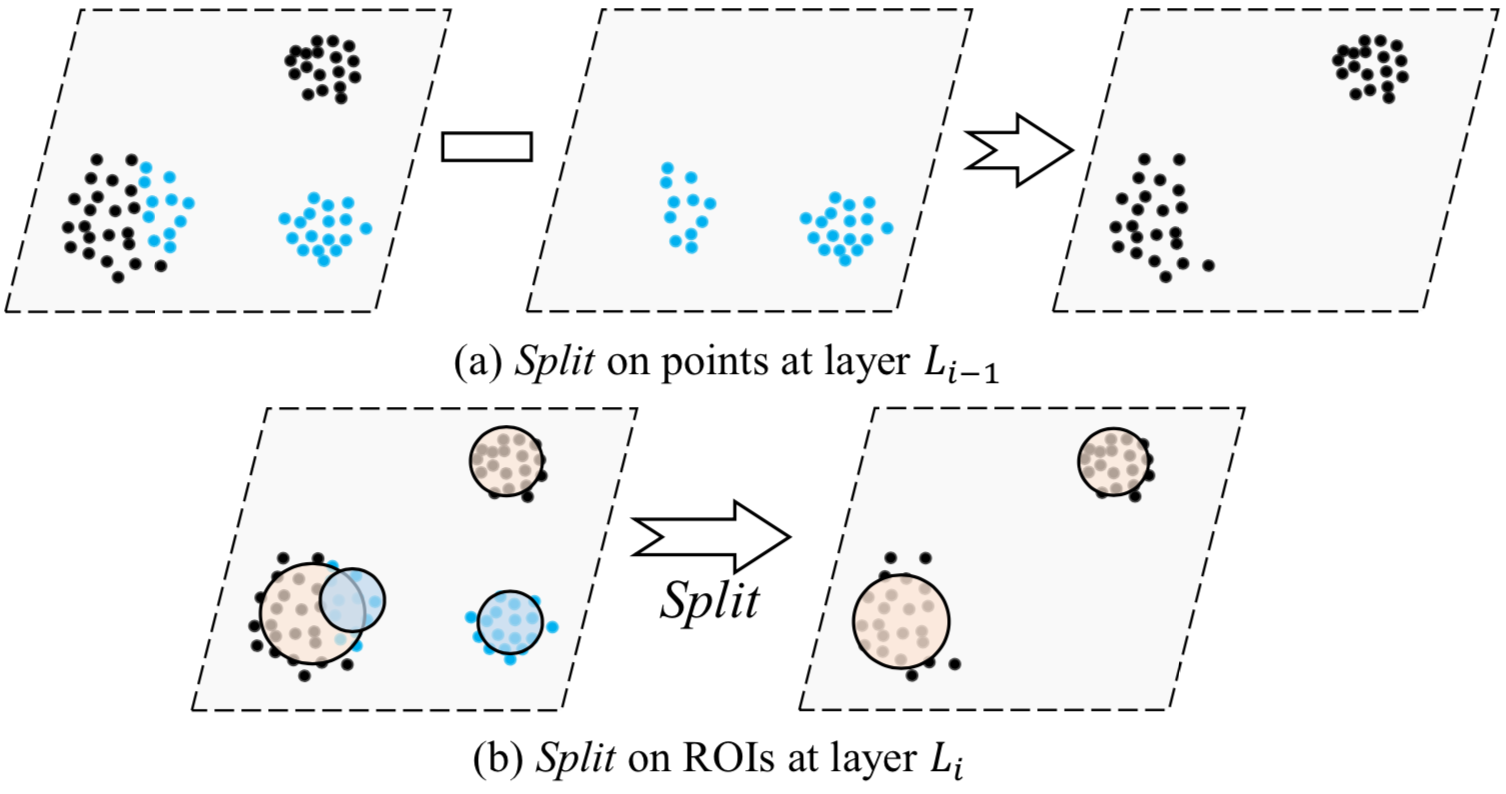 (a) Split on points at layer L_{i−1}
Split
(b) Split on ROIs at layer L_i